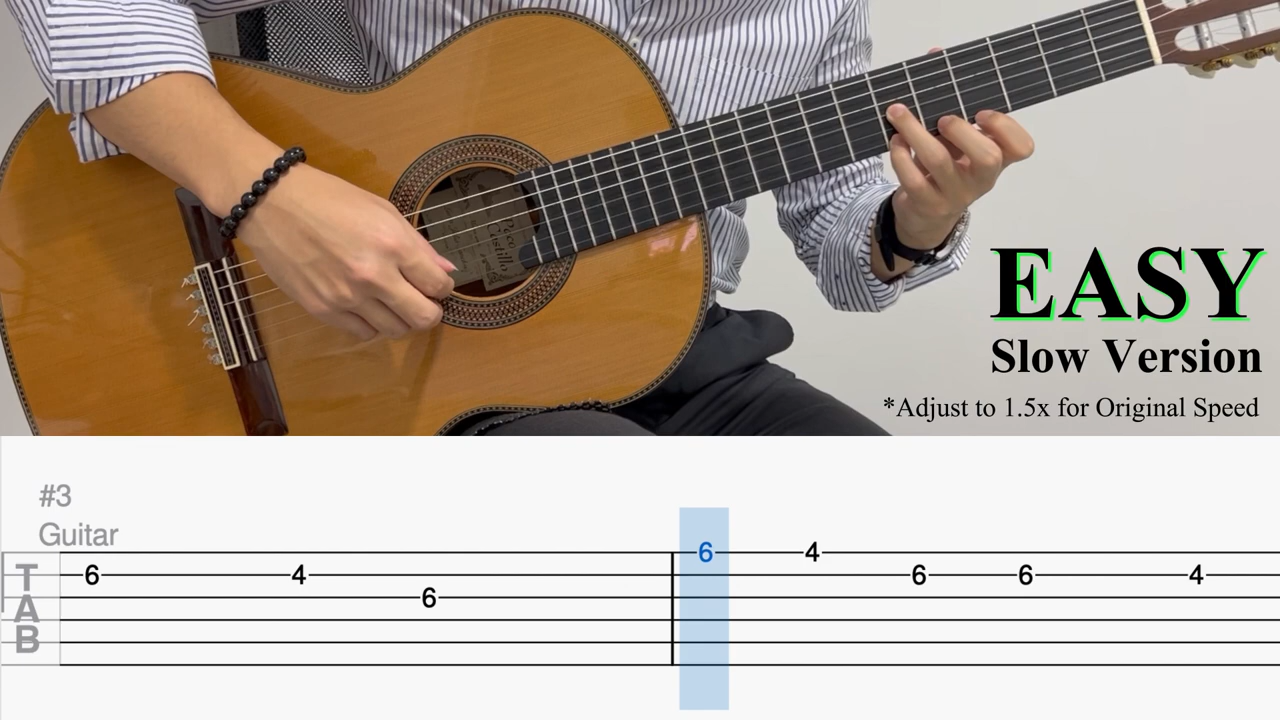 EASY
Slow Version
*Adjust to 1.5x for Original Speed
#3
Guitar
6 4
T 6 4 6 6 4
A 6
B